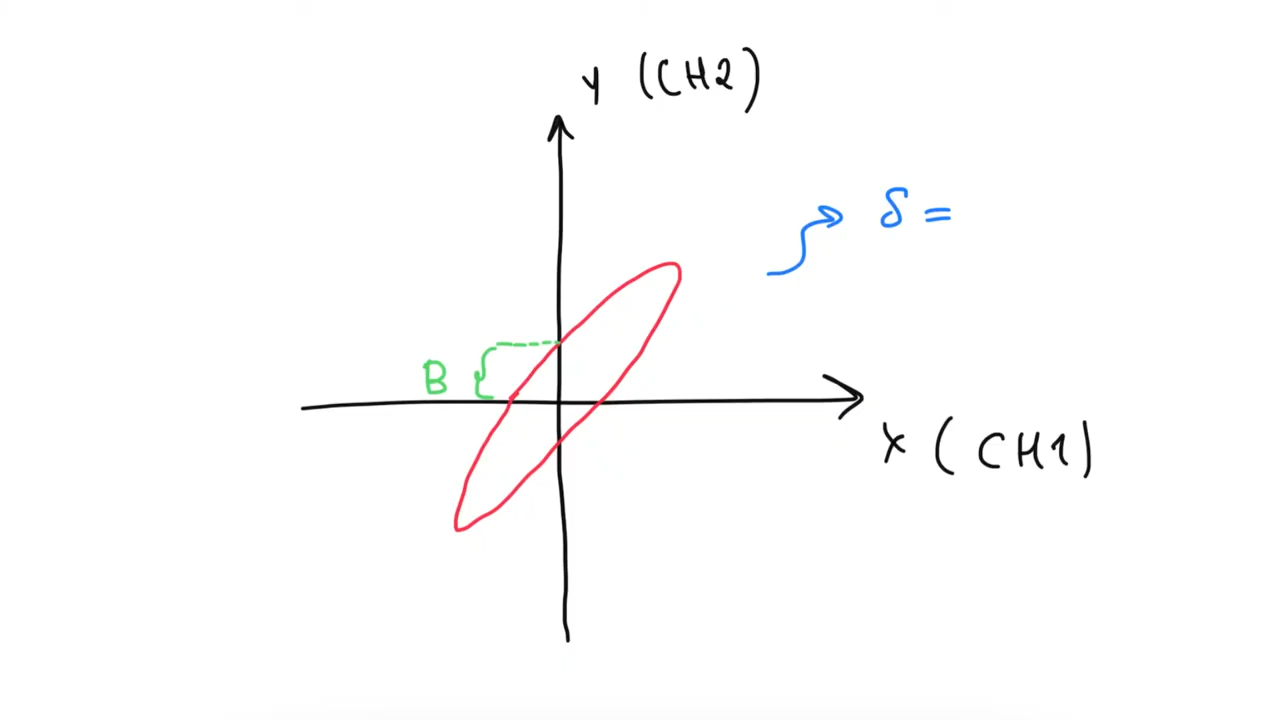 Y (CH2)
δ =
B
X (CH1)